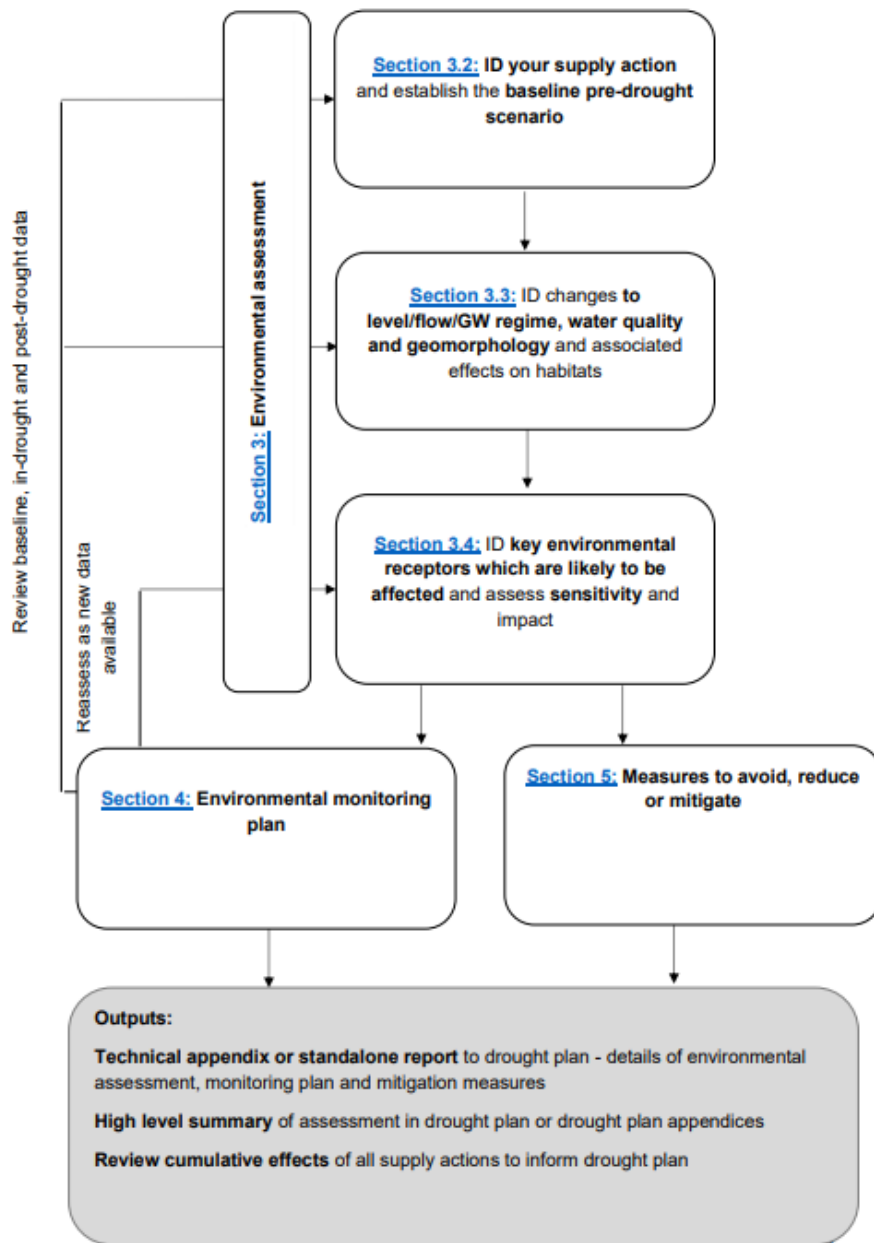 Section 3.2: ID your supply action
and establish the baseline pre-drought
scenario
Section 3: Environmental assessment
Review baseline, in-drought and post-drought data
Section 3.3: ID changes to
level/flow/GW regime, water quality
and geomorphology and associated
effects on habitats
Section 3.4: ID key environmental
receptors which are likely to be
affected and assess sensitivity and
impact
Reassess as new data
available
Section 4: Environmental monitoring
plan
Section 5: Measures to avoid, reduce
or mitigate
Outputs:
Technical appendix or standalone report to drought plan - details of environmental
assessment, monitoring plan and mitigation measures
High level summary of assessment in drought plan or drought plan appendices
Review cumulative effects of all supply actions to inform drought plan